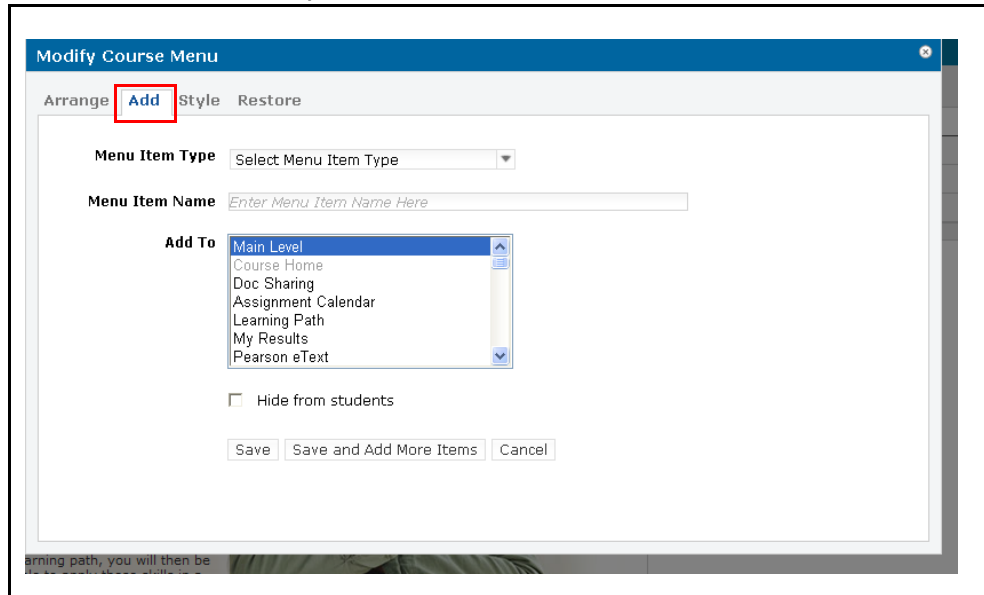 Modify Course Menu
Arrange Add Style Restore
Menu Item Type Select Menu Item Type
Menu Item Name Enter Menu Item Name Here
Add To Main Level
Course Home
Doc Sharing
Assignment Calendar
Learning Path
My Results
Pearson eText
Hide from students
Save Save and Add More Items Cancel
arning path, you will then be